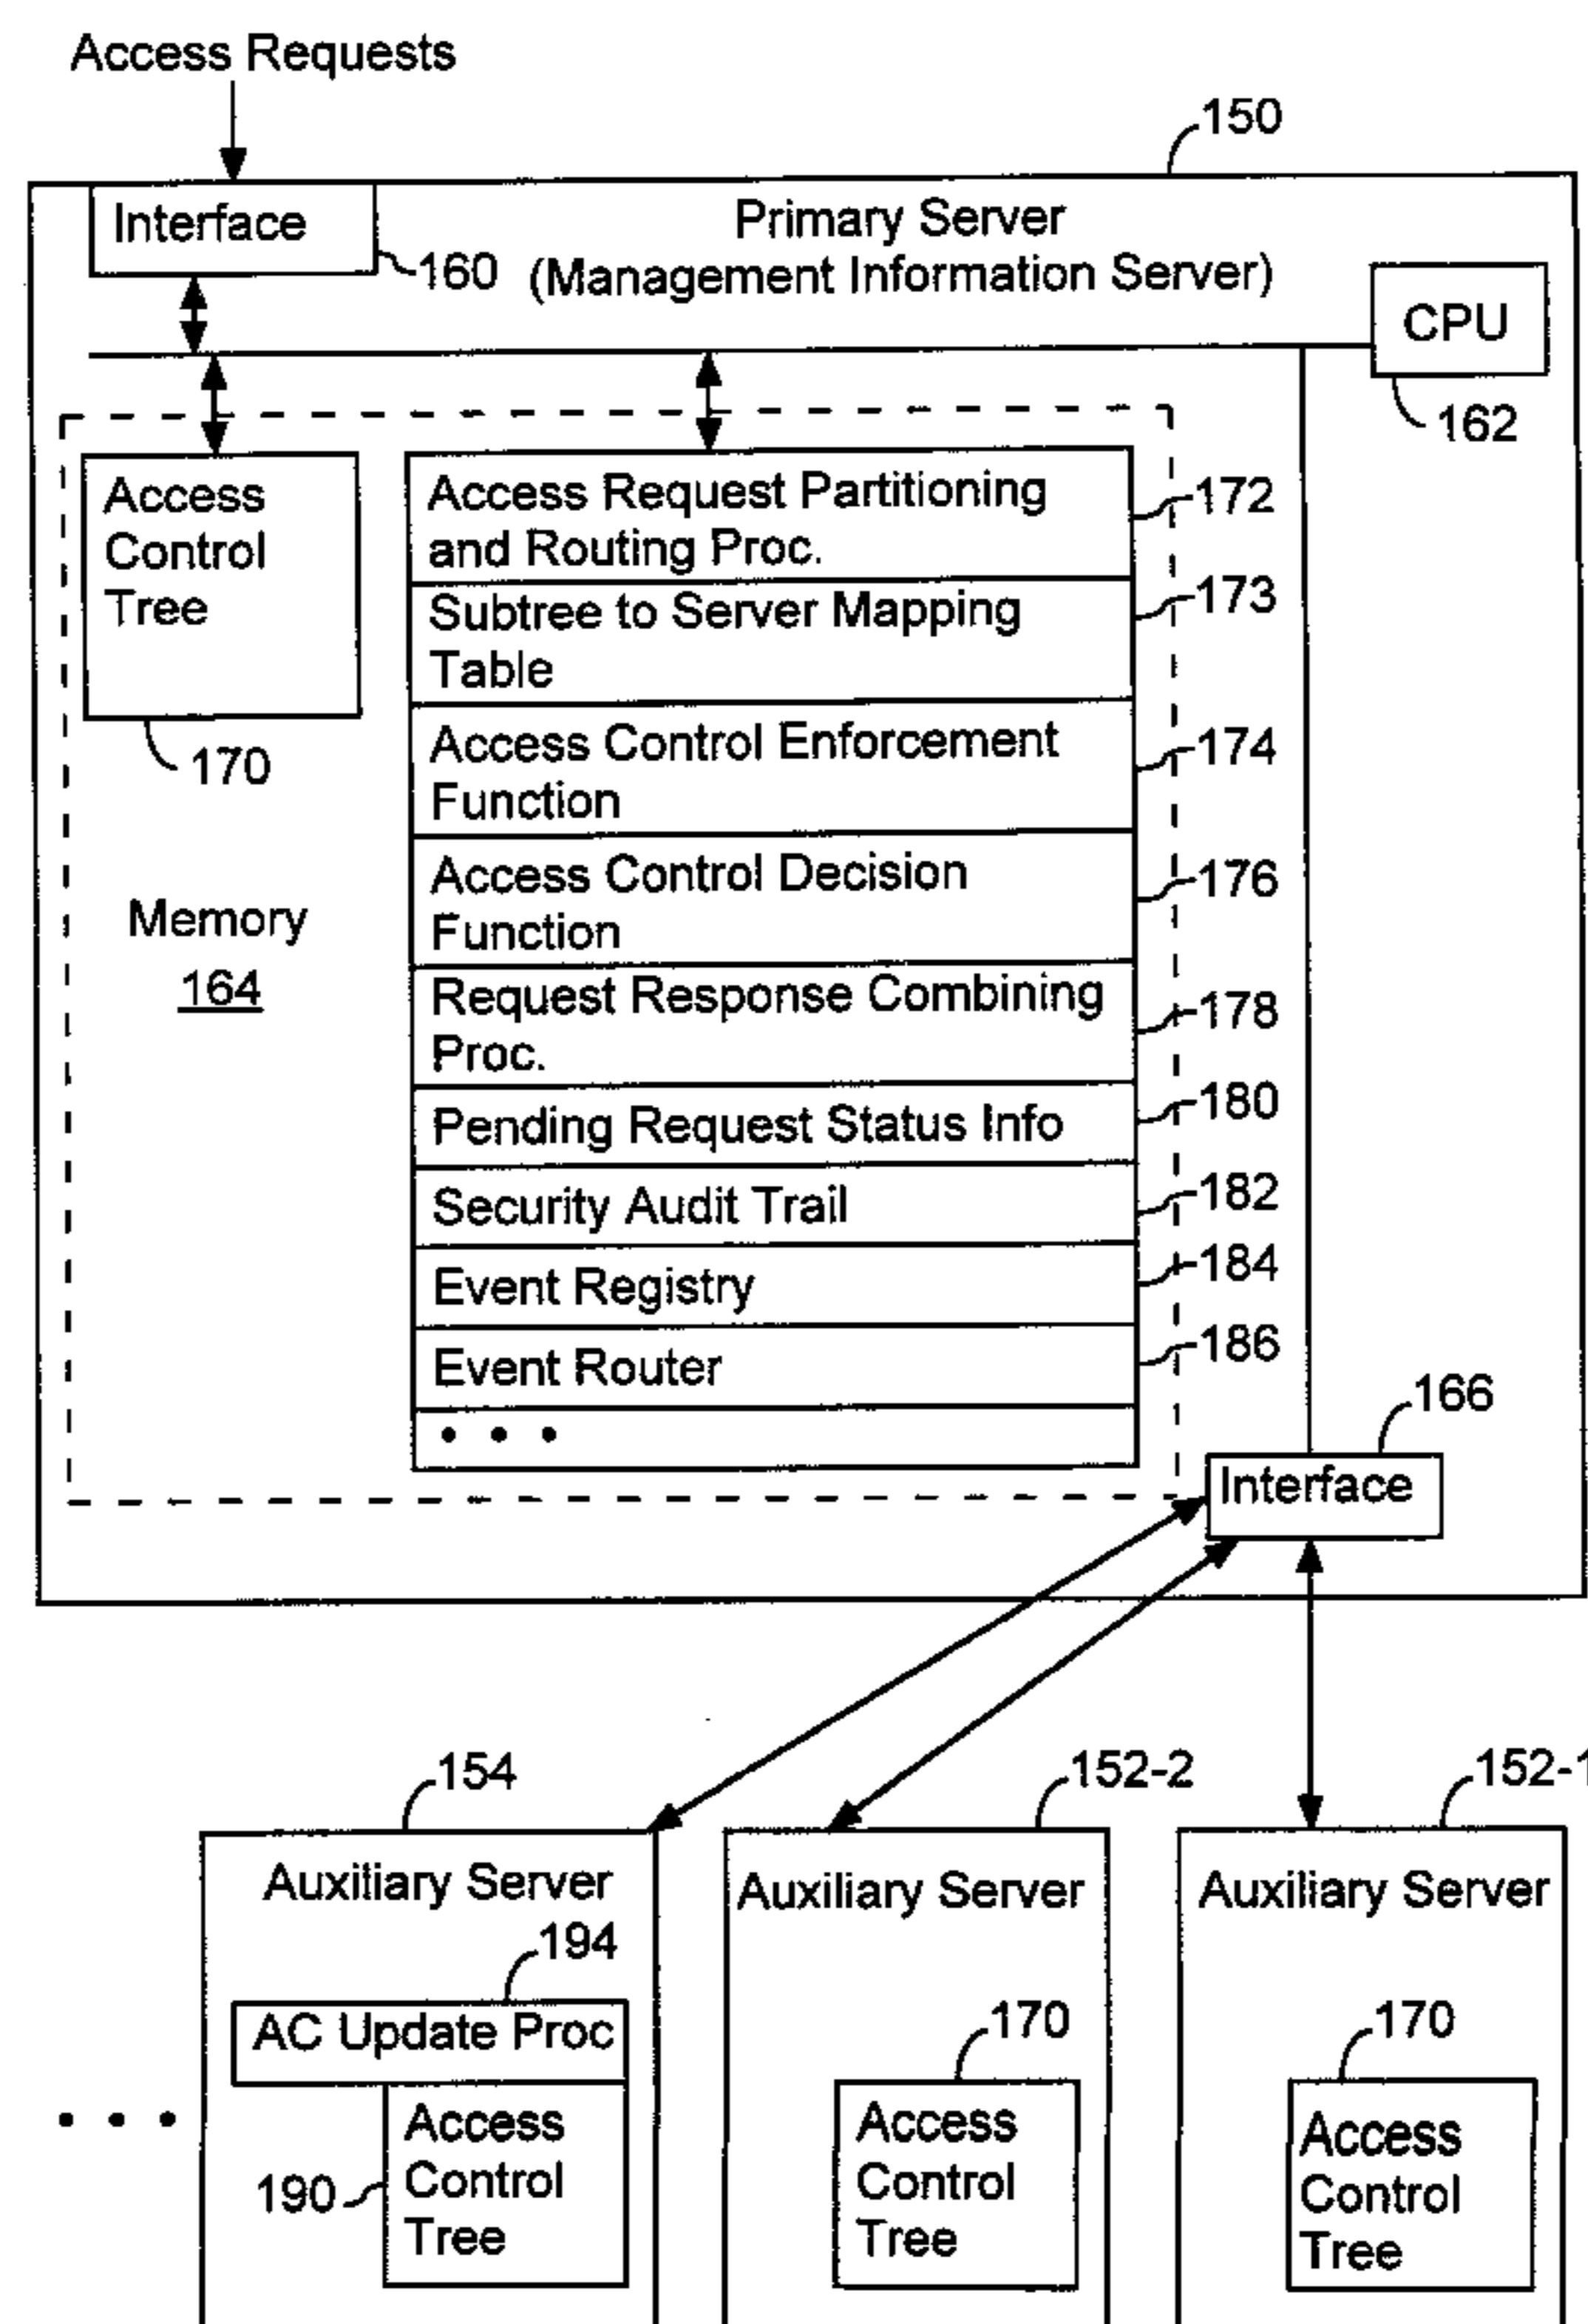 Access Requests
150
Interface
Primary Server
160
(Management Information Server)
CPU
162
Access
Control
Tree
170
Access Request Partitioning
and Routing Proc.
172
Subtree to Server Mapping
Table
173
Access Control Enforcement
Function
174
Access Control Decision
Function
176
Memory
164
Request Response Combining
Proc.
178
Pending Request Status Info
180
Security Audit Trail
182
Event Registry
184
Event Router
186
• • •
166
Interface
154
152-2
152-1
Auxiliary Server
Auxiliary Server
Auxiliary Server
194
AC Update Proc
170
170
• • •
190
Access
Control
Tree
Access
Control
Tree
Access
Control
Tree